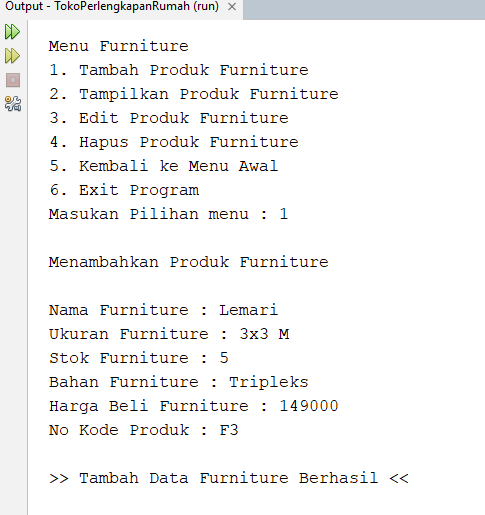 Output - TokoPerlengkapanRumah (run) ×
Menu Furniture
1. Tambah Produk Furniture
2. Tampilkan Produk Furniture
3. Edit Produk Furniture
4. Hapus Produk Furniture
5. Kembali ke Menu Awal
6. Exit Program
Masukan Pilihan menu : 1
Menambahkan Produk Furniture
Nama Furniture : Lemari
Ukuran Furniture : 3x3 M
Stok Furniture : 5
Bahan Furniture : Tripleks
Harga Beli Furniture : 149000
No Kode Produk : F3
>> Tambah Data Furniture Berhasil <<